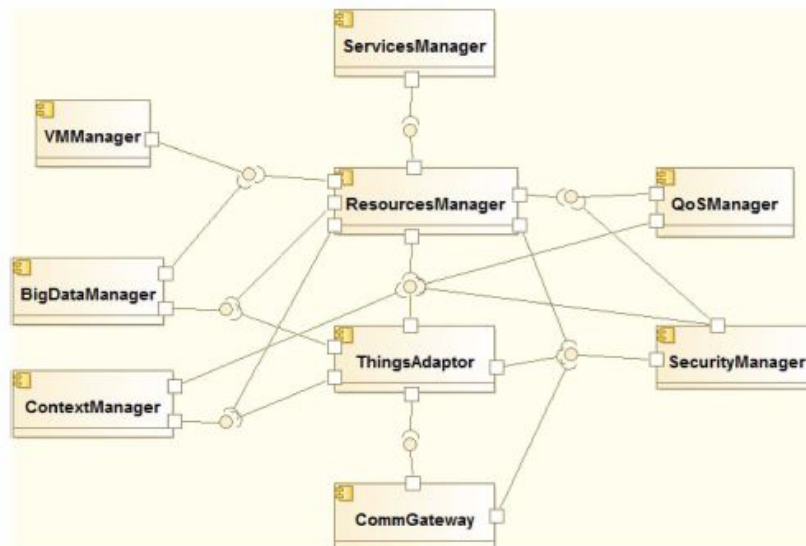 ServicesManager
VMManager
ResourcesManager
QoSManager
BigDataManager
ThingsAdaptor
SecurityManager
ContextManager
CommGateway